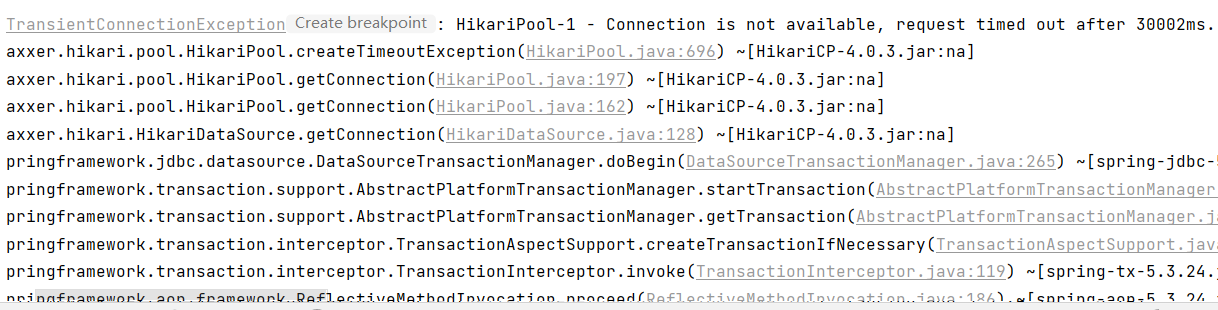 TransientConnectionException Create breakpoint : HikariPool-1 - Connection is not available, request timed out after 30002ms.
axxer.hikari.pool.HikariPool.createTimeoutException(HikariPool.java:696) ~[HikariCP-4.0.3.jar:na]
axxer.hikari.pool.HikariPool.getConnection(HikariPool.java:197) ~[HikariCP-4.0.3.jar:na]
axxer.hikari.pool.HikariPool.getConnection(HikariPool.java:162) ~[HikariCP-4.0.3.jar:na]
axxer.hikari.HikariDataSource.getConnection(HikariDataSource.java:128) ~[HikariCP-4.0.3.jar:na]
pringframework.jdbc.datasource.DataSourceTransactionManager.doBegin(DataSourceTransactionManager.java:265) ~[spring-jdbc-5
pringframework.transaction.support.AbstractPlatformTransactionManager.startTransaction(AbstractPlatformTransactionManager
pringframework.transaction.support.AbstractPlatformTransactionManager.getTransaction(AbstractPlatformTransactionManager.ja
pringframework.transaction.interceptor.TransactionAspectSupport.createTransactionIfNecessary(TransactionAspectSupport.java
pringframework.transaction.interceptor.TransactionInterceptor.invoke(TransactionInterceptor.java:119) ~[spring-tx-5.3.24.j
pringframework.aop.framework.ReflectiveMethodInvocation.proceed(ReflectiveMethodInvocation.java:186) ~[spring-aop-5.3.24